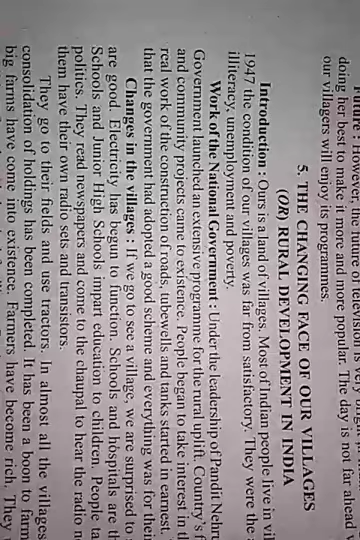 Future : However, the future of television is very
doing her best to make it more and more popular. The day is not far ahead
our villagers will enjoy its programmes.
5. THE CHANGING FACE OF OUR VILLAGES
(OR) RURAL DEVELOPMENT IN INDIA
Introduction : Ours is a land of villages. Most of Indian people live in vil
1947 the condition of our villages was far from satisfactory. They were the
illiteracy, unemployment and poverty.
Work of the National Government : Under the leadership of Pandit Nehru
Government launched an extensive programme for the rural uplift. Country's f
and community projects came to existence. People began to take interest in t
real work of the construction of roads, tubewells and tanks started in earnest.
that the government had adopted a good scheme and everything was for thei
Changes in the villages : If we go to see a village, we are surprised to
are good. Electricity has begun to function. Schools and hospitals are th
Schools and Junior High Schools impart education to children. People ta
politics. They read newspapers and come to the chaupal to hear the radio n
them have their own radio sets and transistors.
They go to their fields and use tractors. In almost all the villages
consolidation of holdings has been completed. It has been a boon to farm
big farms have come into existence. Farmers have become rich. They